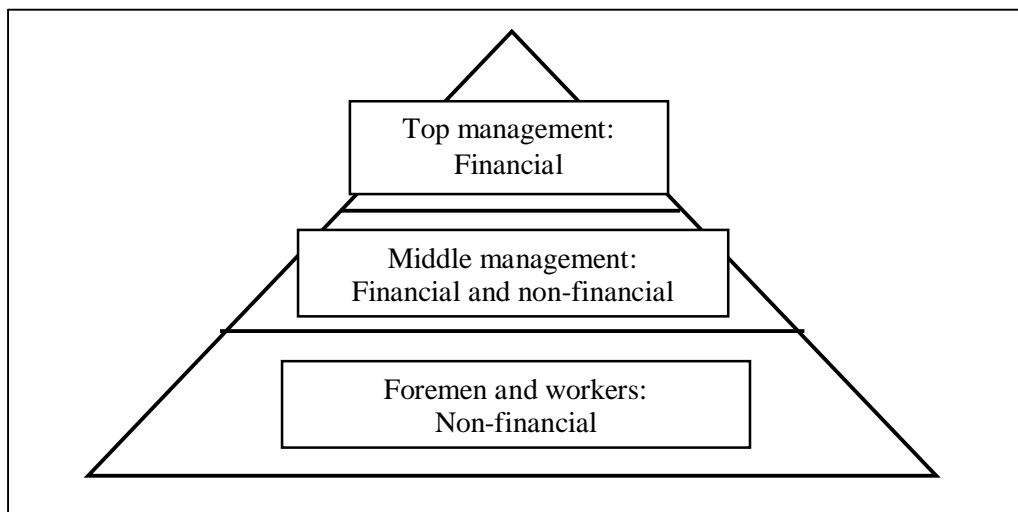 Top management:
Financial
Middle management:
Financial and non-financial
Foremen and workers:
Non-financial